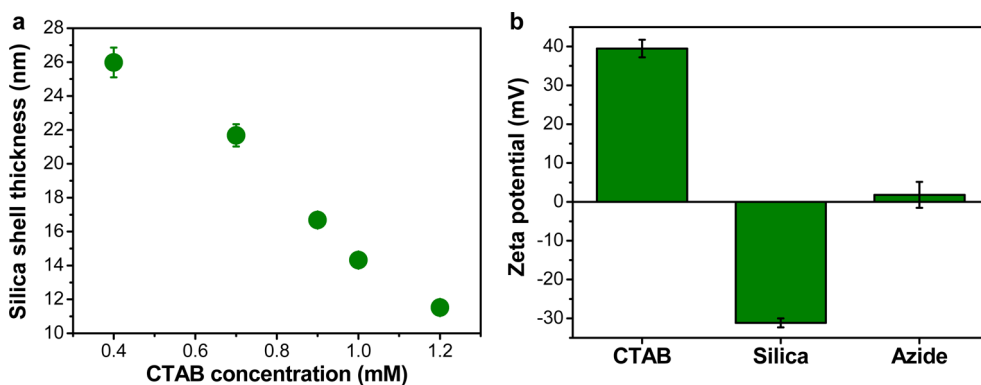 a
28
26
24
22
20
18
16
14
12
10
Silica shell thickness (nm)
0.4
0.6
0.8
1.0
1.2
CTAB concentration (mM)
b
40
30
20
10
0
-10
-20
-30
Zeta potential (mV)
CTAB
Silica
Azide